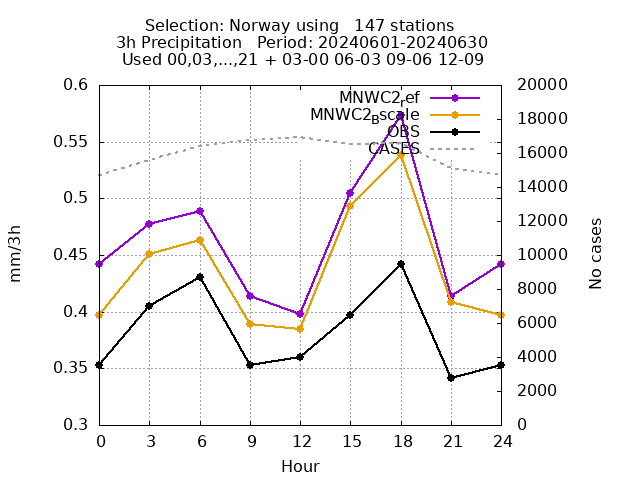 Selection: Norway using   147 stations
3h Precipitation   Period: 20240601-20240630
Used 00,03,...,21 + 03-00 06-03 09-06 12-09
0.6
0.55
0.5
0.45
0.4
0.35
0.3
mm/3h
MNWC2ref
MNWC2Bscale
OBS
CASES
20000
18000
16000
14000
12000
10000
8000
6000
4000
2000
0
No cases
0 3 6 9 12 15 18 21 24
Hour